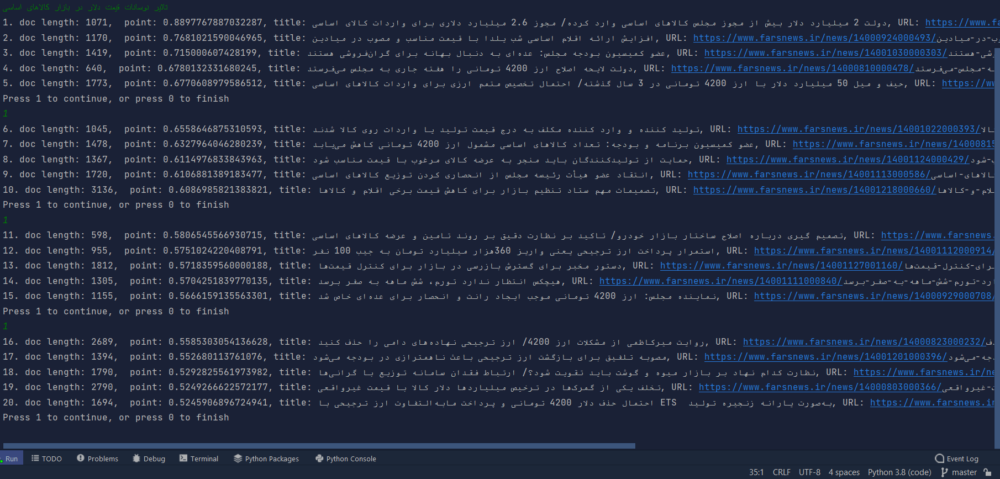 تاثیر نوسانات قیمت دلار در بازار کالاهای اساسی
1. doc length: 1071,  point: 0.8897767887032287, title: دولت 2 میلیارد دلار بیش از مجوز مجلس کالاهای اساسی وارد کرده/ مجوز 2.6 میلیارد دلاری برای واردات کالای اساسی, URL: https://www.fa
2. doc length: 1170,  point: 0.7681021590046965, title: افزایش ارائه اقلام اساسی شب یلدا با قیمت مناسب و مصوب در میادین, URL: https://www.farsnews.ir/news/14000924000493/وب-در-میادین
3. doc length: 1419,  point: 0.715000607428199, title: عضو کمیسیون بودجه مجلس: عده‌ای به دنبال بهانه برای گران‌فروشی هستند, URL: https://www.farsnews.ir/news/14001030000303/وشی-هستند
4. doc length: 640,  point: 0.6780132331680245, title: دولت لایحه اصلاح ارز 4200 تومانی را هفته جاری به مجلس می‌فرستد, URL: https://www.farsnews.ir/news/14000810000478/به-مجلس-می‌فرستد
5. doc length: 1773,  point: 0.6770608979586512, title: حیف و میل 50 میلیارد دلار با ارز 4200 تومانی در 3 سال گذشته/ احتمال تخصیص متمم ارزی برای واردات کالاهای اساسی, URL: https://ww
Press 1 to continue, or press 0 to finish
1
6. doc length: 1045,  point: 0.6558646875310593, title: تولید کننده و وارد کننده مکلف به درج قیمت تولید یا واردات روی کالا شدند, URL: https://www.farsnews.ir/news/14001022000393/کالا
7. doc length: 1478,  point: 0.6327964046280239, title: عضو کمیسیون برنامه و بودجه: تعداد کالاهای اساسی مشمول ارز 4200 تومانی کاهش می‌یابد, URL: https://www.farsnews.ir/news/1400815
8. doc length: 1367,  point: 0.6114976833843963, title: حمایت از تولیدکنندگان باید منجر به عرضه کالای مرغوب با قیمت مناسب شود, URL: https://www.farsnews.ir/news/14001124000429/ب-شود
9. doc length: 1720,  point: 0.6106881389183477, title: انتقاد عضو هیأت رئیسه مجلس از انحصاری کردن توزیع کالاهای اساسی, URL: https://www.farsnews.ir/news/14001113000586/کالاهای-اساسی
10. doc length: 3136,  point: 0.6086985821383821, title: تصمیمات مهم ستاد تنظیم بازار برای کاهش قیمت برخی اقلام و کالاها, URL: https://www.farsnews.ir/news/14001218000660/لام-و-کالاها
Press 1 to continue, or press 0 to finish
1
11. doc length: 598,  point: 0.5806545566930715, title: تصمیم گیری درباره اصلاح ساختار بازار خودرو/ تاکید بر نظارت دقیق بر روند تامین و عرضه کالاهای اساسی, URL: https://www.farsnews.
12. doc length: 955,  point: 0.5751024220408791, title: استمرار پرداخت ارز ترجیحی یعنی واریز 360هزار میلیارد تومان به جیب 100 نفر, URL: https://www.farsnews.ir/news/14001112000914/
13. doc length: 1812,  point: 0.5718359560000188, title: دستور مخبر برای گسترش بازرسی در بازار برای کنترل قیمت‌ها, URL: https://www.farsnews.ir/news/14001127001160/برای-کنترل-قیمت‌ها
14. doc length: 1305,  point: 0.5704251839770135, title: هیچکس انتظار ندارد تورم، شش ماهه به صفر برسد, URL: https://www.farsnews.ir/news/14001111000840/ارد-تورم-شش-ماهه-به-صفر-برسد
15. doc length: 1155,  point: 0.5666159135563301, title: نماینده مجلس: ارز 4200 تومانی موجب ایجاد رانت و انحصار برای عده‌ای خاص شد, URL: https://www.farsnews.ir/news/14000929000708/
Press 1 to continue, or press 0 to finish
1
16. doc length: 2689,  point: 0.5585303054136628, title: روایت میرکاظمی از مشکلات ارز 4200/ ارز ترجیحی نهاده‌های دامی را حذف کنید, URL: https://www.farsnews.ir/news/14000823000232/حذف
17. doc length: 1394,  point: 0.552680113761076, title: مصوبه تلفیق برای بازگشت ارز ترجیحی باعث ناهمترازی در بودجه می‌شود, URL: https://www.farsnews.ir/news/14001201000396/دجه-می‌شود
18. doc length: 1790,  point: 0.5292825561973982, title: نظارت کدام نهاد بر بازار میوه و گوشت باید تقویت شود؟/ ارتباط فقدان سامانه توزیع با گرانی‌ها, URL: https://www.farsnews.ir/ne
19. doc length: 2790,  point: 0.5249266622572177, title: تخلف یکی از گمرک‌ها در ترخیص میلیاردها دلار کالا با قیمت غیرواقعی, URL: https://www.farsnews.ir/news/14000803000366/ت-غیرواقعی
20. doc length: 1694,  point: 0.5245906896724941, title: احتمال حذف دلار 4200 تومانی و پرداخت مابه‌التفاوت ارز ترجیحی با ETS به‌صورت یارانه زنجیره تولید, URL: https://www.farsnews.ir
Press 1 to continue, or press 0 to finish
Run TODO Problems Debug Terminal Python Packages Python Console Event Log
35:1 CRLF UTF-8 4 spaces Python 3.8 (code) master